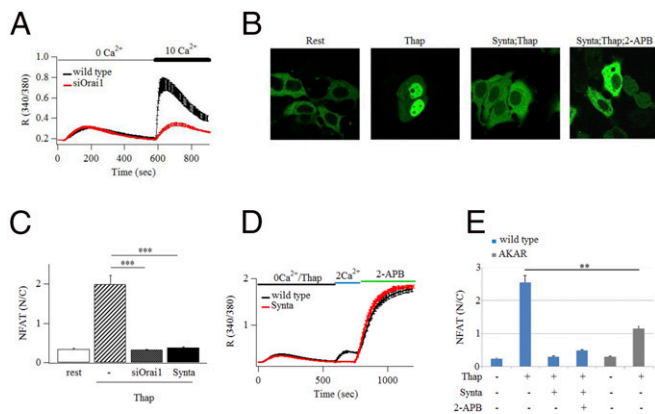 A
0 Ca2+ 10 Ca2+
wild type
siOrai1
R (340/380)
1.0
0.8
0.6
0.4
0.2
0 200 400 600 800
Time (sec)
B
Rest Thap Synta;Thap Synta;Thap;2-APB
C
***
***
NFAT (N/C)
2
1
0
rest - siOrai1 Synta
Thap
D
0Ca2+/Thap 2Ca2+ 2-APB
wild type
Synta
R (340/380)
2
1
0
0 500 1000
Time (sec)
E
wild type
AKAR
**
NFAT (N/C)
3
2
1
0
Thap - + + + - +
Synta - - + + - -
2-APB - - - + - -